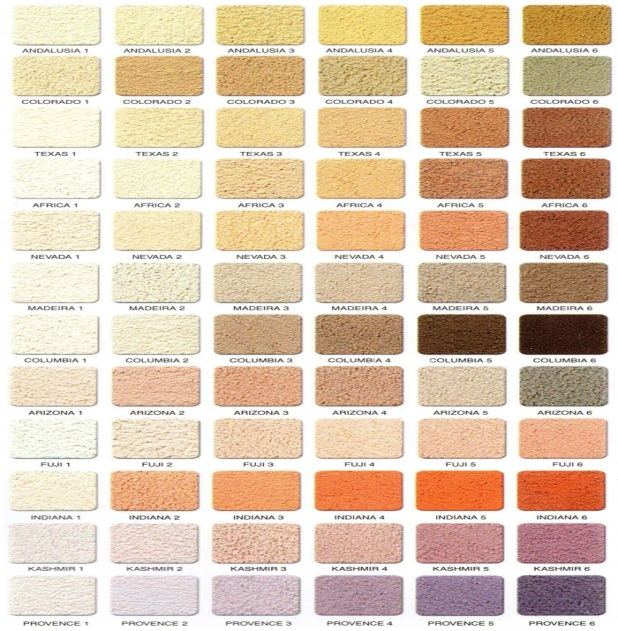 ANDALUSIA 1 ANDALUSIA 2 ANDALUSIA 3 ANDALUSIA 4 ANDALUSIA 5 ANDALUSIA 6
COLORADO 1 COLORADO 2 COLORADO 3 COLORADO 4 COLORADO 5 COLORADO 6
TEXAS 1 TEXAS 2 TEXAS 3 TEXAS 4 TEXAS 5 TEXAS 6
AFRICA 1 AFRICA 2 AFRICA 3 AFRICA 4 AFRICA 5 AFRICA 6
NEVADA 1 NEVADA 2 NEVADA 3 NEVADA 4 NEVADA 5 NEVADA 6
MADEIRA 1 MADEIRA 2 MADEIRA 3 MADEIRA 4 MADEIRA 5 MADEIRA 6
COLUMBIA 1 COLUMBIA 2 COLUMBIA 3 COLUMBIA 4 COLUMBIA 5 COLUMBIA 6
ARIZONA 1 ARIZONA 2 ARIZONA 3 ARIZONA 4 ARIZONA 5 ARIZONA 6
FUJI 1 FUJI 2 FUJI 3 FUJI 4 FUJI 5 FUJI 6
INDIANA 1 INDIANA 2 INDIANA 3 INDIANA 4 INDIANA 5 INDIANA 6
KASHMIR 1 KASHMIR 2 KASHMIR 3 KASHMIR 4 KASHMIR 5 KASHMIR 6
PROVENCE 1 PROVENCE 2 PROVENCE 3 PROVENCE 4 PROVENCE 5 PROVENCE 6